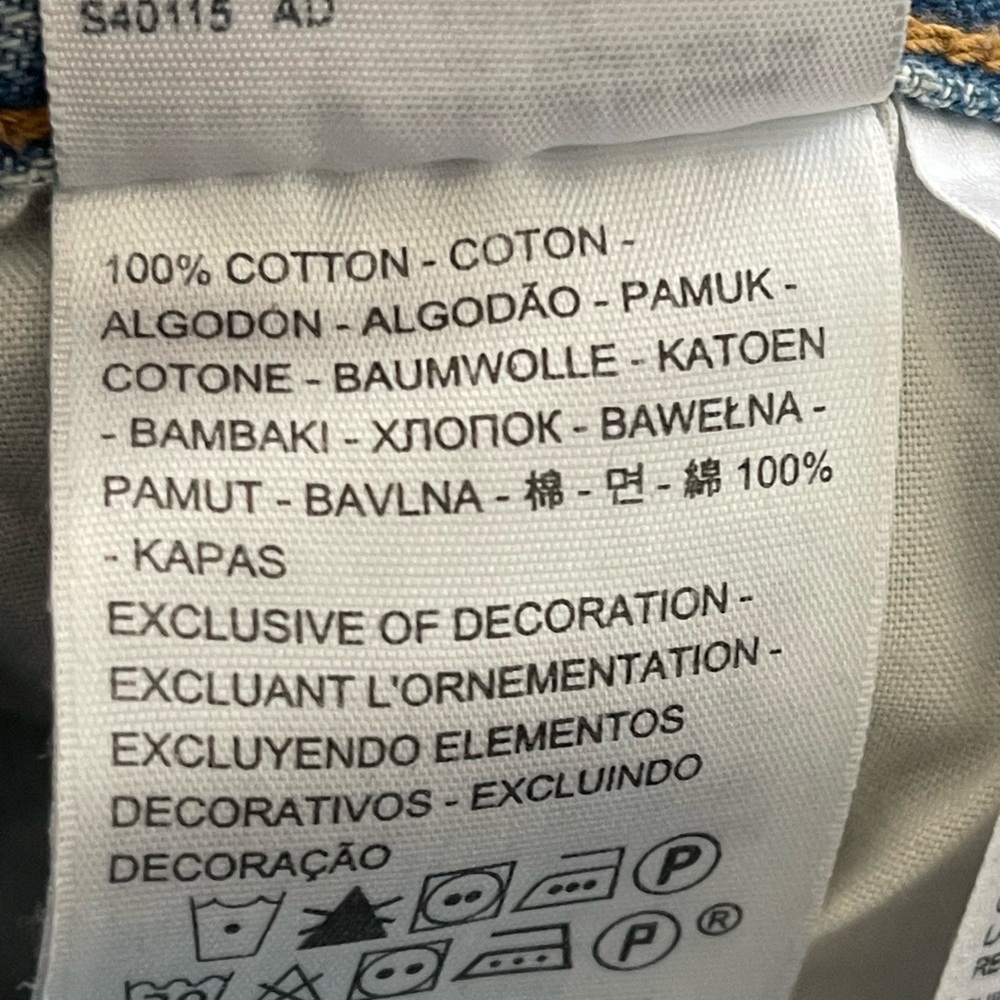 S40115 AD
100% COTTON - COTON -
ALGODÓN - ALGODÃO - PAMUK -
COTONE - BAUMWOLLE - KATOEN
- BAMBAKI - ХЛОПОК - BAWEŁNA -
PAMUT - BAVLNA - 棉 - 면 - 綿 100%
- KAPAS
EXCLUSIVE OF DECORATION -
EXCLUANT L'ORNEMENTATION -
EXCLUYENDO ELEMENTOS
DECORATIVOS - EXCLUINDO
DECORAÇÃO
P
P ®
RE